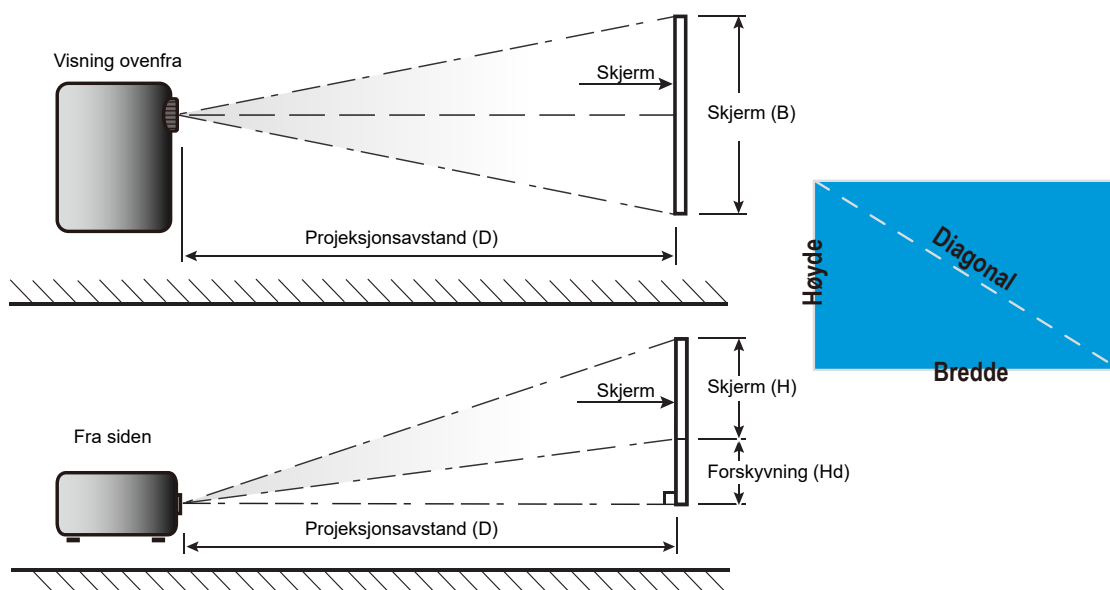 Visning ovenfra
Skjerm
Skjerm (B)
Projeksjonsavstand (D)
Høyde
Diagonal
Bredde
Fra siden
Skjerm
Skjerm (H)
Forskyvning (Hd)
Projeksjonsavstand (D)